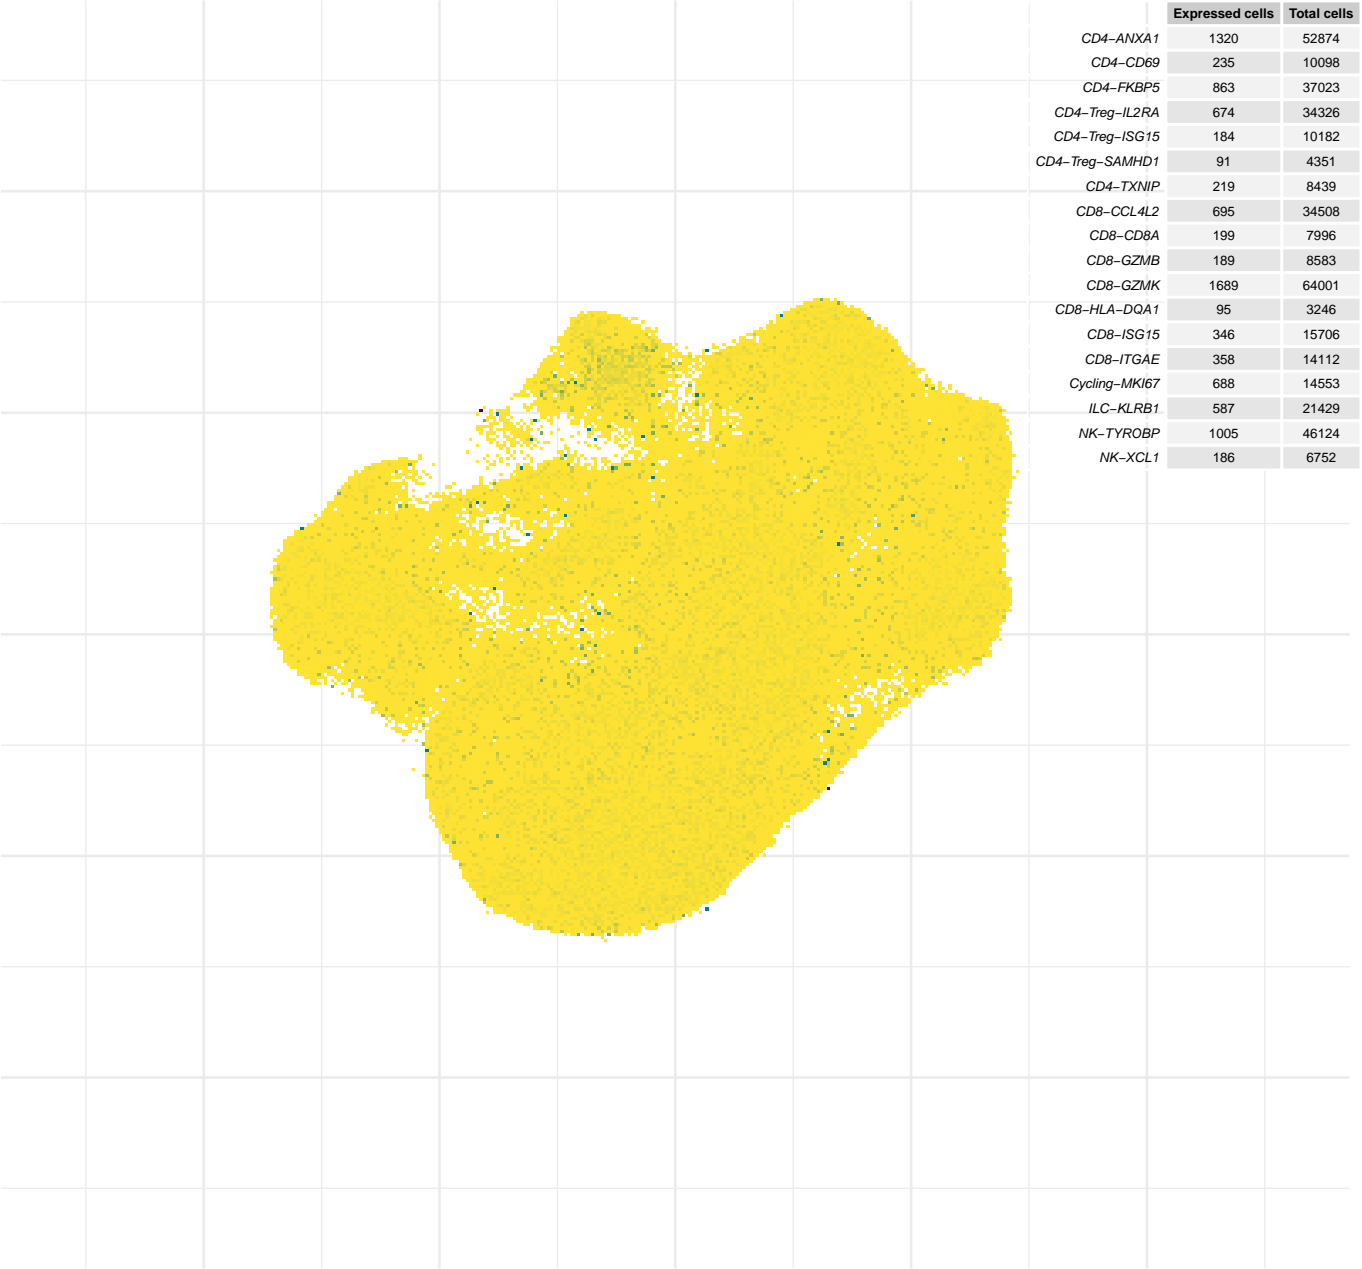 Expressed cells Total cells
CD4−ANXA1 1320 52874
CD4−CD69 235 10098
CD4−FKBP5 863 37023
CD4−Treg−IL2RA 674 34326
CD4−Treg−ISG15 184 10182
CD4−Treg−SAMHD1 91 4351
CD4−TXNIP 219 8439
CD8−CCL4L2 695 34508
CD8−CD8A 199 7996
CD8−GZMB 189 8583
CD8−GZMK 1689 64001
CD8−HLA−DQA1 95 3246
CD8−ISG15 346 15706
CD8−ITGAE 358 14112
Cycling−MKI67 688 14553
ILC−KLRB1 587 21429
NK−TYROBP 1005 46124
NK−XCL1 186 6752